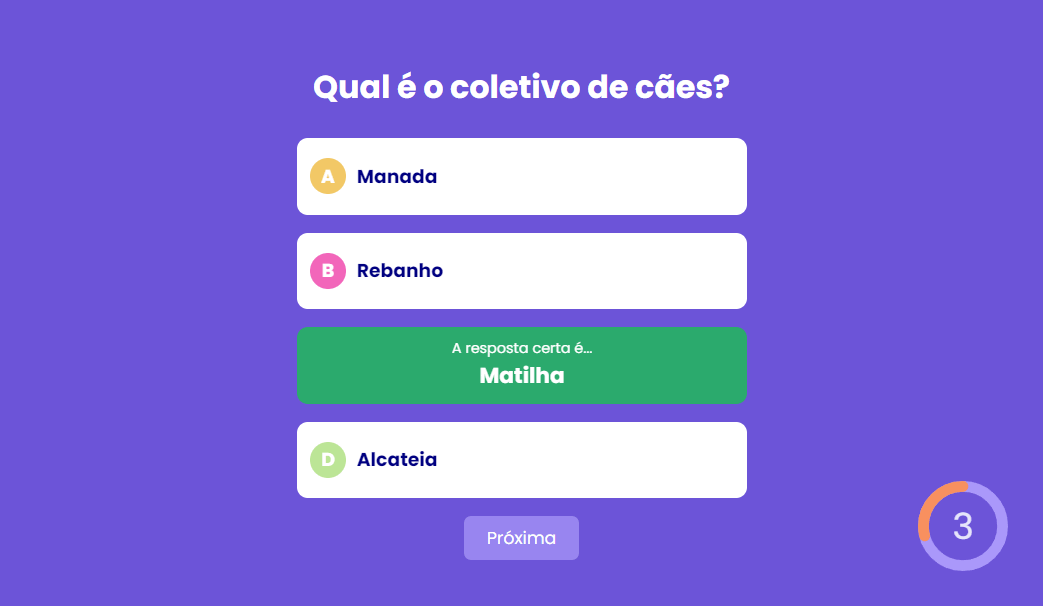 Qual é o coletivo de cães?
A Manada
B Rebanho
A resposta certa é...
Matilha
D Alcateia
Próxima
3